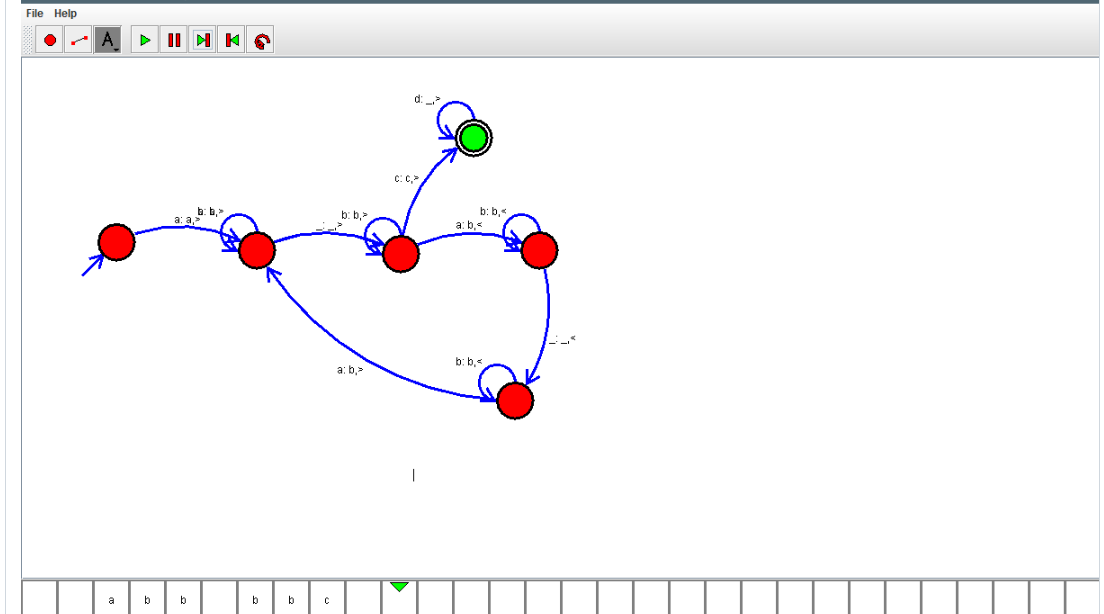 File Help
A
d: _,>
c: c,>
a: a,>
b: b,>
_: _,>
b: b,>
a: b,<
b: b,<
_: _,<
b: b,<
a: b,>
a b b b b c